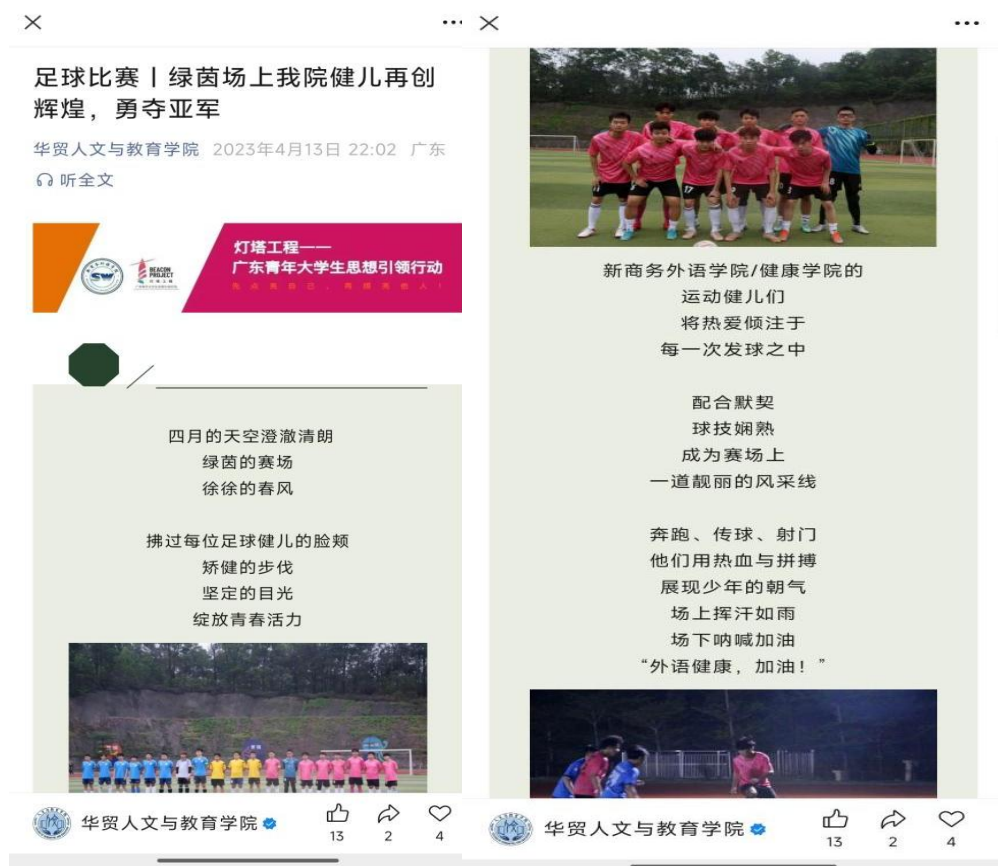 足球比赛丨绿茵场上我院健儿再创
辉煌，勇夺亚军
华贸人文与教育学院 2023年4月13日 22:02 广东
听全文
灯塔工程——
广东青年大学生思想引领行动
BEACON
PROJECT
四月的天空澄澈清朗
绿茵的赛场
徐徐的春风
拂过每位足球健儿的脸颊
矫健的步伐
坚定的目光
绽放青春活力
华贸人文与教育学院
13 2 4
新商务外语学院/健康学院的
运动健儿们
将热爱倾注于
每一次发球之中
配合默契
球技娴熟
成为赛场上
一道靓丽的风采线
奔跑、传球、射门
他们用热血与拼搏
展现少年的朝气
场上挥汗如雨
场下呐喊加油
“外语健康，加油！”
华贸人文与教育学院
13 2 4